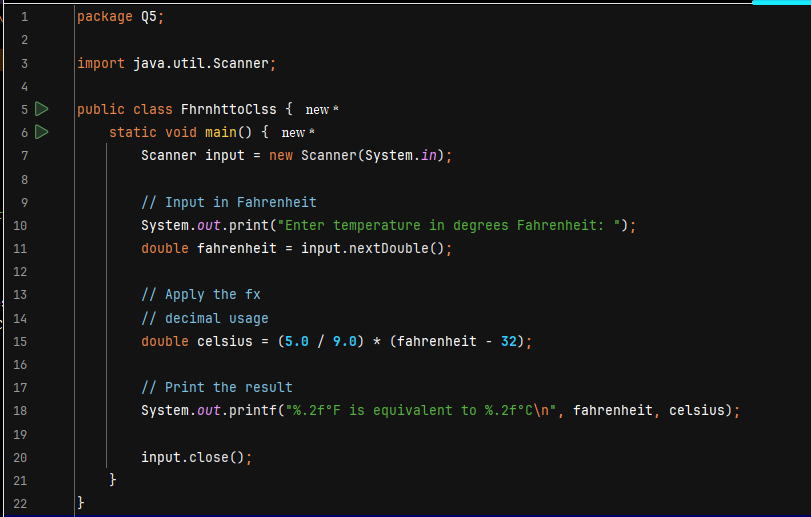 1 package Q5;
2
3 import java.util.Scanner;
4
5 public class FhrnhttoClss { new *
6     static void main() { new *
7         Scanner input = new Scanner(System.in);
8
9         // Input in Fahrenheit
10         System.out.print("Enter temperature in degrees Fahrenheit: ");
11         double fahrenheit = input.nextDouble();
12
13         // Apply the fx
14         // decimal usage
15         double celsius = (5.0 / 9.0) * (fahrenheit - 32);
16
17         // Print the result
18         System.out.printf("%.2f°F is equivalent to %.2f°C\n", fahrenheit, celsius);
19
20         input.close();
21     }
22 }